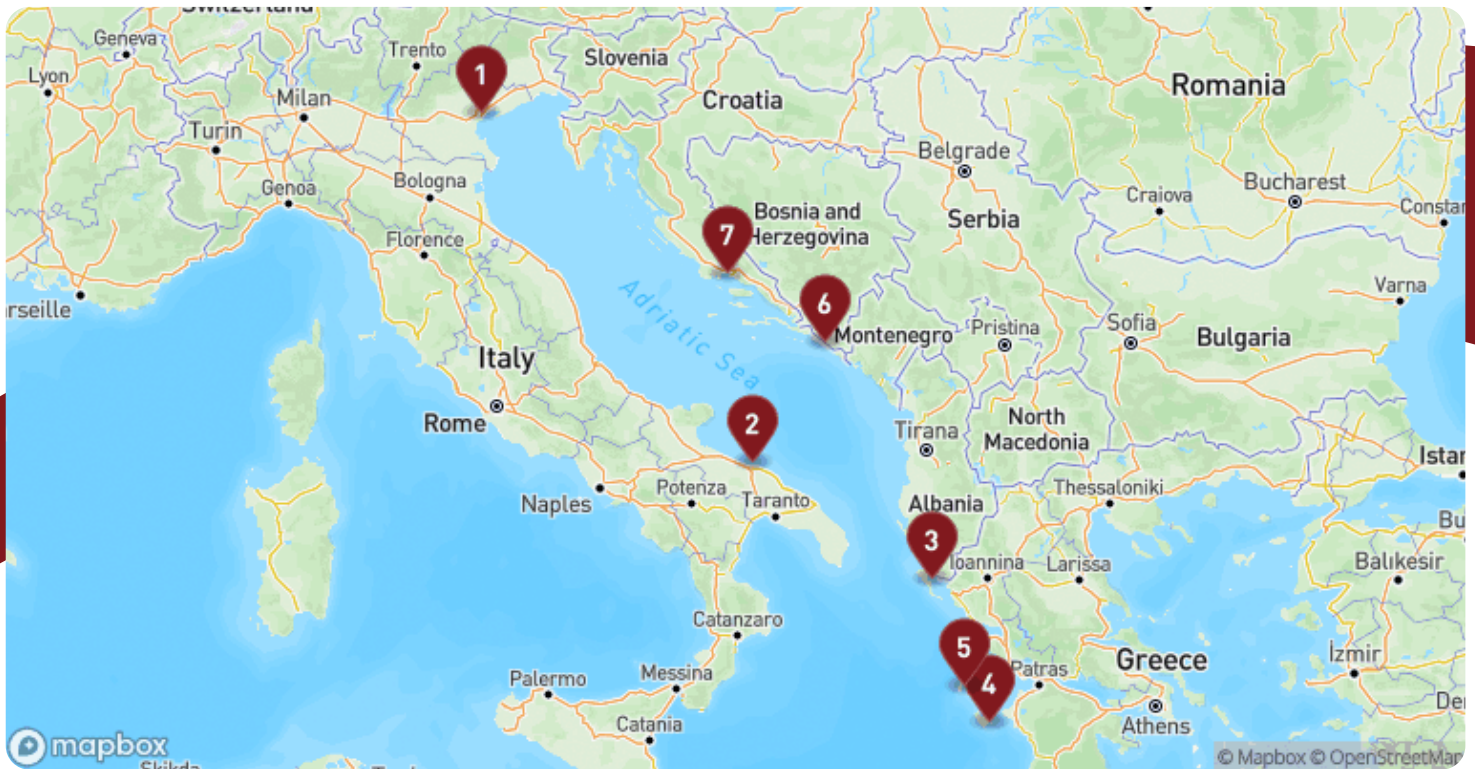 Switzerland
Geneva
Trento
Slovenia
Lyon
Milan
1
Croatia
Romania
Turin
Belgrade
Genoa
Bologna
Craiova
Bucharest
Constan
Bosnia and
Herzegovina
Serbia
Florence
7
arseille
Adriatic Sea
6
Varna
Montenegro
Pristina
Sofia
Bulgaria
Italy
Rome
2
Tirana
North
Macedonia
Istan
Naples
Potenza
Taranto
Albania
Thessaloniki
3
Bu
Ioannina
Larissa
Balıkesir
Catanzaro
5
4
Patras
Greece
İzmir
Palermo
Messina
De
Catania
Athens
mapbox
© Mapbox © OpenStreetMap
Skikda